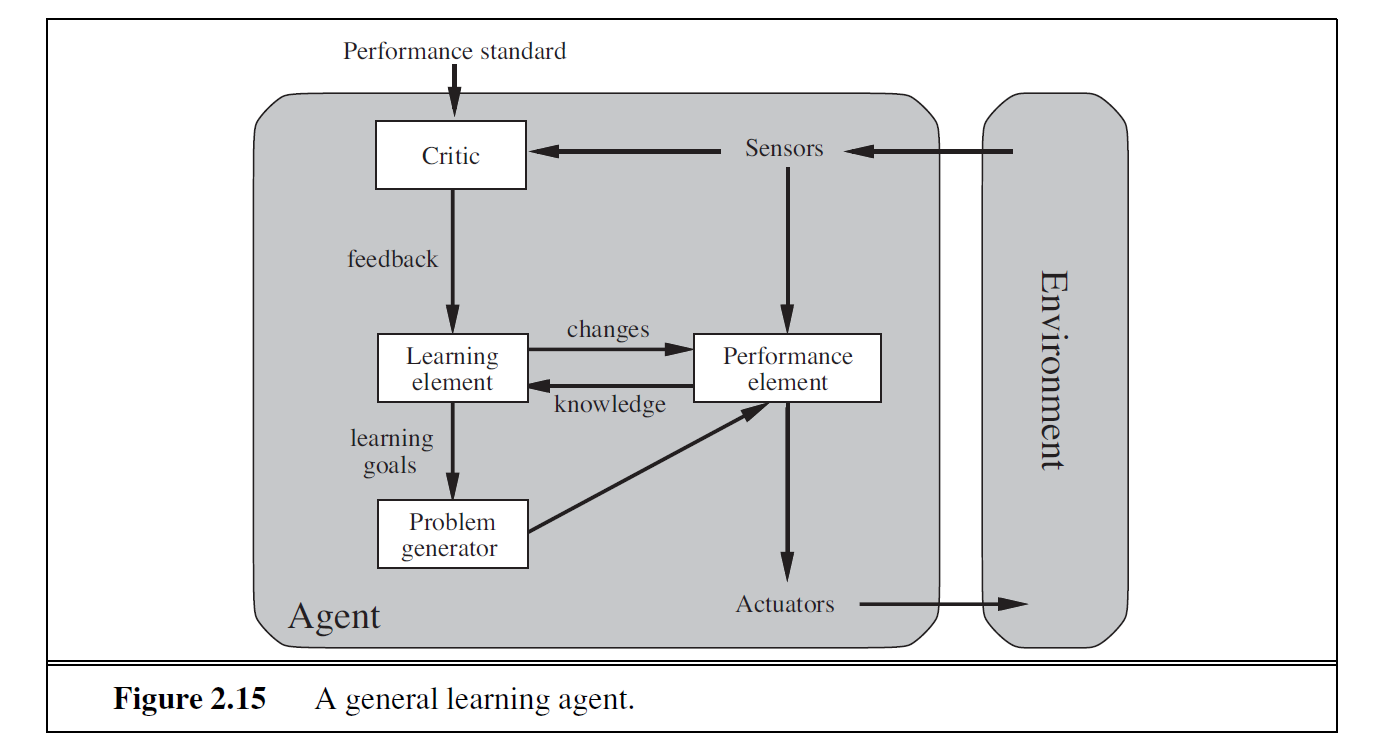 Performance standard
Critic
Sensors
feedback
changes
Learning
element
Performance
element
knowledge
learning
goals
Problem
generator
Agent
Actuators
Environment
Figure 2.15 A general learning agent.